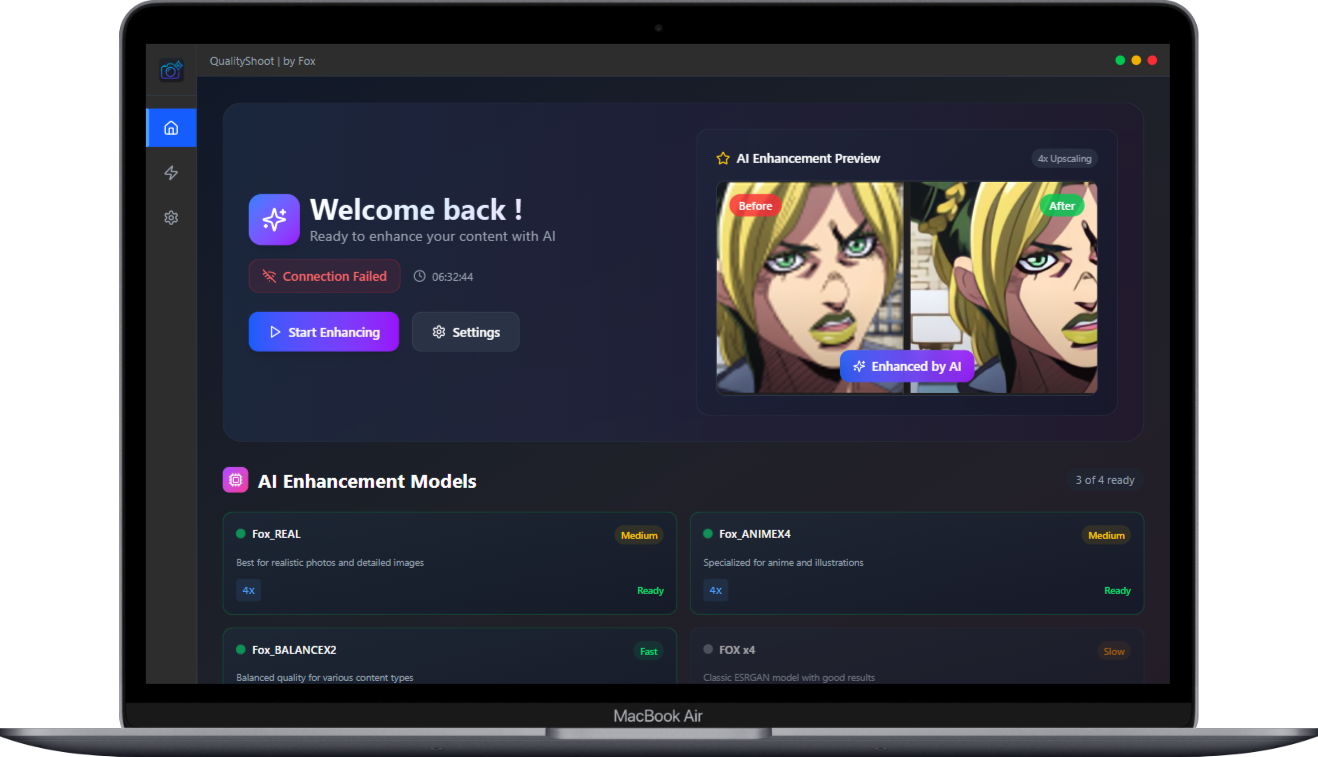 QualityShoot | by Fox
Welcome back !
Ready to enhance your content with AI
Connection Failed
06:32:44
Start Enhancing
Settings
AI Enhancement Preview
4x Upscaling
Before
After
Enhanced by AI
AI Enhancement Models
3 of 4 ready
Fox_REAL
Medium
Best for realistic photos and detailed images
4x
Ready
Fox_ANIMEX4
Medium
Specialized for anime and illustrations
4x
Ready
Fox_BALANCEX2
Fast
Balanced quality for various content types
FOX x4
Slow
Classic ESRGAN model with good results
MacBook Air